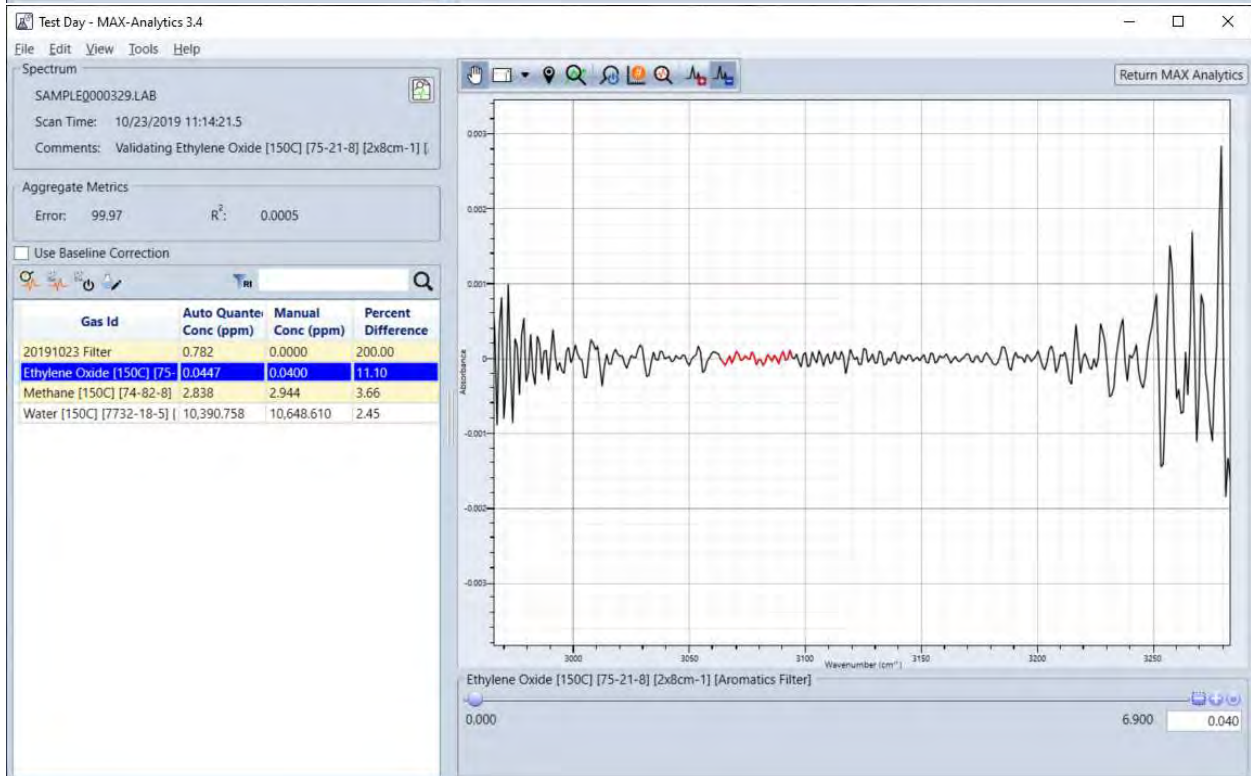 Test Day - MAX-Analytics 3.4
File Edit View Tools Help
Spectrum
SAMPLE0000329.LAB
Scan Time: 10/23/2019 11:14:21.5
Comments: Validating Ethylene Oxide [150C] [75-21-8] [2x8cm-1] [
Aggregate Metrics
Error: 99.97 R²: 0.0005
Use Baseline Correction
RI
Gas Id Auto Quante Conc (ppm) Manual Conc (ppm) Percent Difference
20191023 Filter 0.782 0.0000 200.00
Ethylene Oxide [150C] [75- 0.0447 0.0400 11.10
Methane [150C] [74-82-8] 2.838 2.944 3.66
Water [150C] [7732-18-5] [ 10,390.758 10,648.610 2.45
Return MAX Analytics
Absorbance
0.003
0.002
0.001
0
-0.001
-0.002
-0.003
3000 3050 3100 3150 3200 3250
Wavenumber (cm⁻¹)
Ethylene Oxide [150C] [75-21-8] [2x8cm-1] [Aromatics Filter]
0.000 6.900 0.040